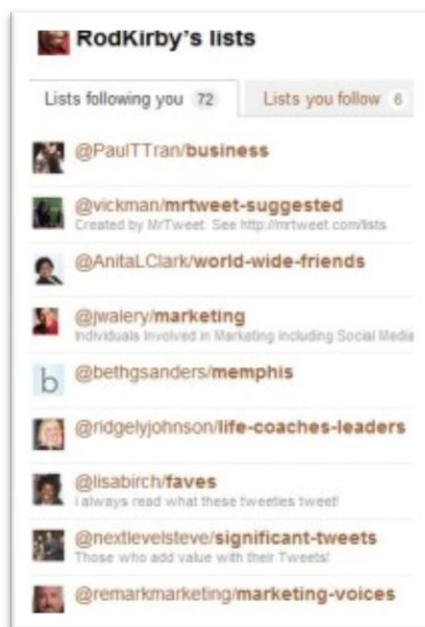 RodKirby's lists
Lists following you 72 Lists you follow 6
@PaulTTran/business
@vickman/mrtweet-suggested
Created by MrTweet. See http://mrtweet.com/lists
@AnitaLClark/world-wide-friends
@jwalery/marketing
Individuals Involved in Marketing including Social Media
b
@bethgsanders/memphis
@ridgelyjohnson/life-coaches-leaders
@lisabirch/faves
I always read what these tweeties tweet!
@nextlevelsteve/significant-tweets
Those who add value with their Tweets!
@remarkmarketing/marketing-voices